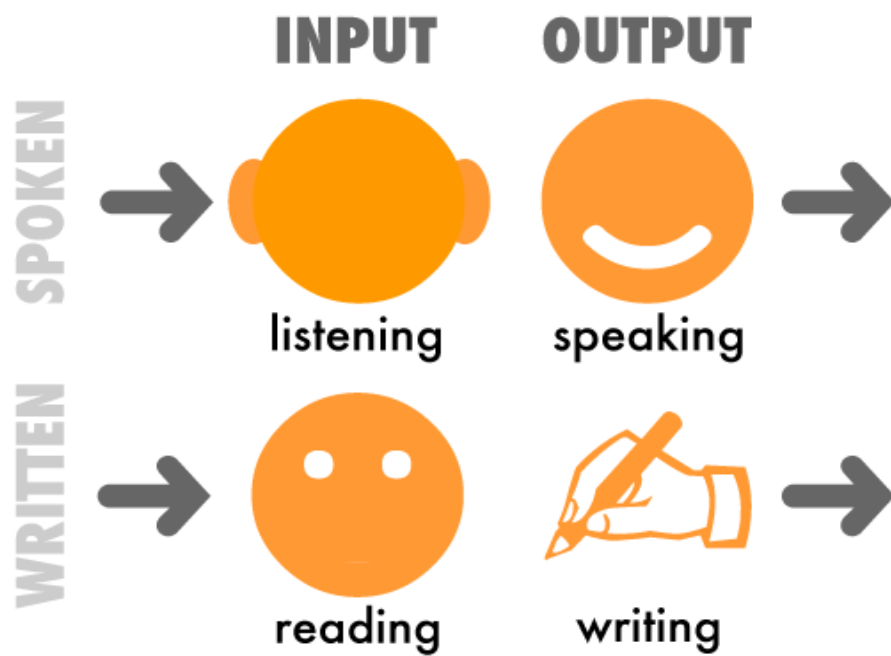 INPUT OUTPUT
SPOKEN
listening speaking
WRITTEN
reading writing